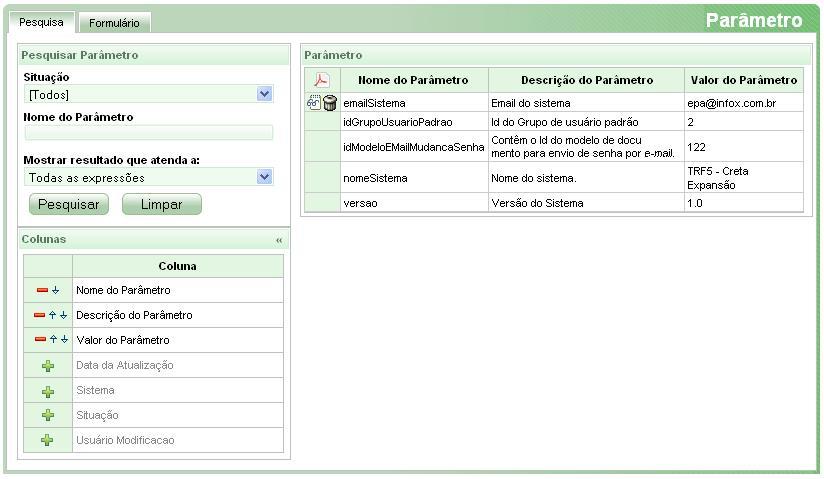 Pesquisa
Formulário
Parâmetro
Pesquisar Parâmetro
Situação
[Todos]
Nome do Parâmetro
Mostrar resultado que atenda a:
Todas as expressões
Pesquisar
Limpar
Colunas «
Coluna
Nome do Parâmetro
Descrição do Parâmetro
Valor do Parâmetro
Data da Atualização
Sistema
Situação
Usuário Modificacao
Parâmetro
Nome do Parâmetro Descrição do Parâmetro Valor do Parâmetro
emailSistema Email do sistema epa@infox.com.br
idGrupoUsuarioPadrao Id do Grupo de usuário padrão 2
idModeloEMailMudancaSenha Contêm o Id do modelo de docu
mento para envio de senha por e-mail. 122
nomeSistema Nome do sistema. TRF5 - Creta
Expansão
versao Versão do Sistema 1.0